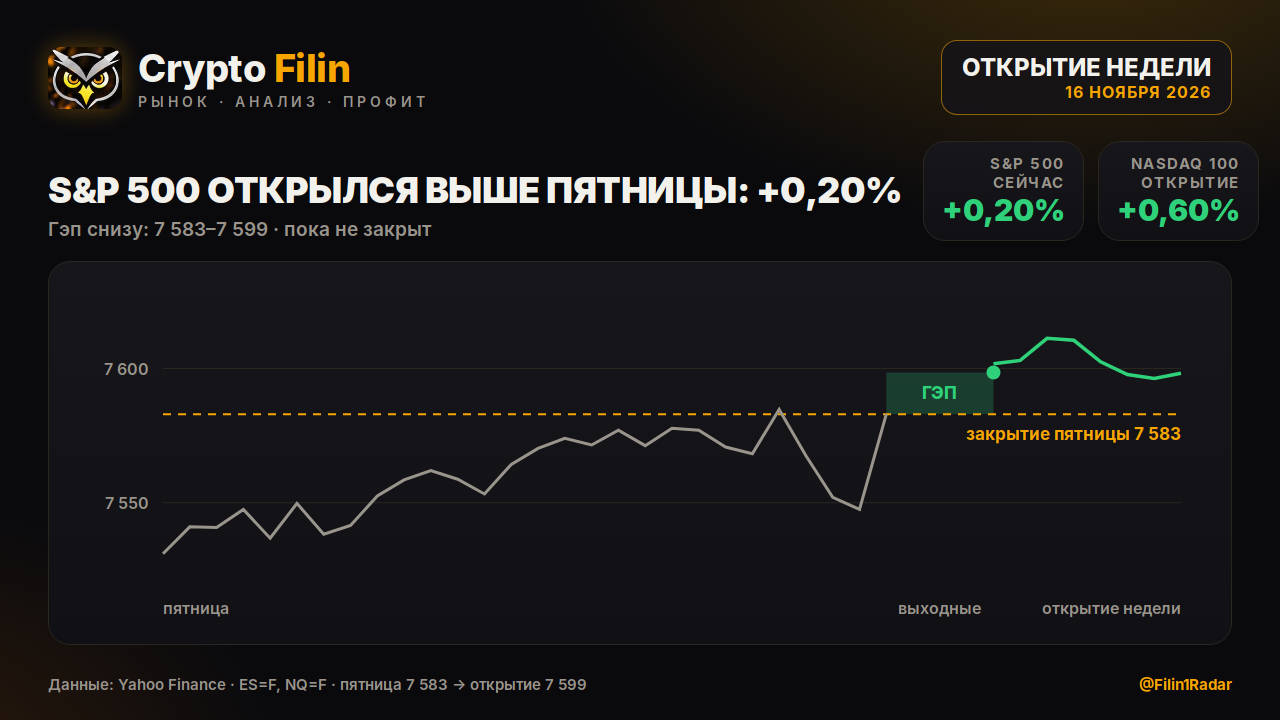 Crypto Filin
РЫНОК · АНАЛИЗ · ПРОФИТ
ОТКРЫТИЕ НЕДЕЛИ
16 НОЯБРЯ 2026
S&P 500 ОТКРЫЛСЯ ВЫШЕ ПЯТНИЦЫ: +0,20%
Гэп снизу: 7 583–7 599 · пока не закрыт
S&P 500
СЕЙЧАС
+0,20%
NASDAQ 100
ОТКРЫТИЕ
+0,60%
7 600
ГЭП
закрытие пятницы 7 583
7 550
пятница
выходные
открытие недели
Данные: Yahoo Finance · ES=F, NQ=F · пятница 7 583 → открытие 7 599
@Filin1Radar